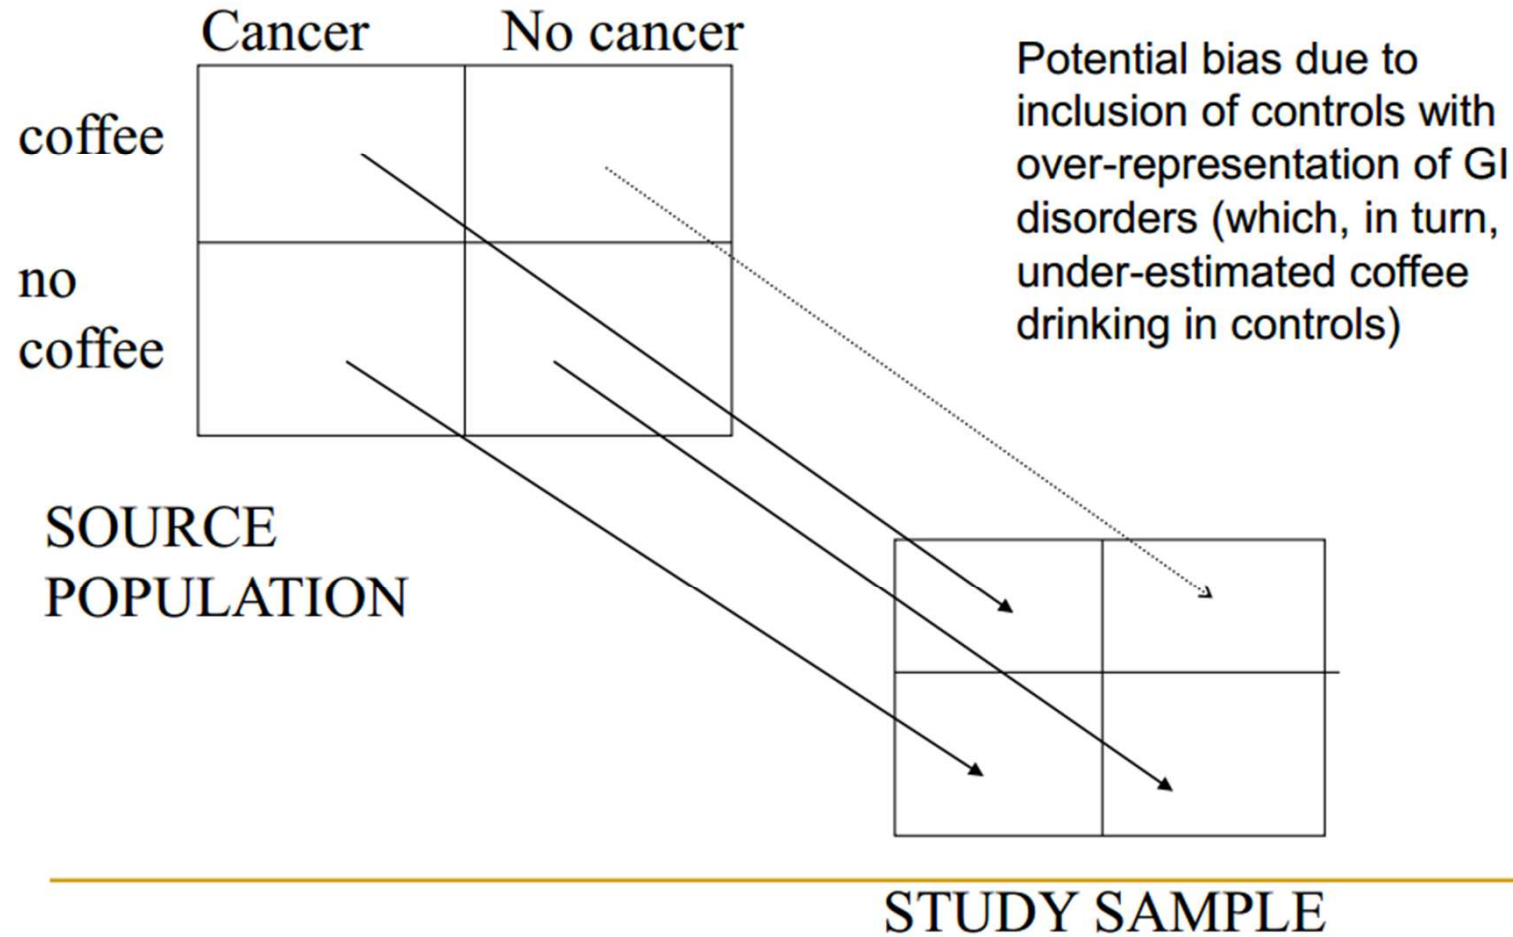 Cancer
No cancer
coffee
no
coffee
Potential bias due to
inclusion of controls with
over-representation of GI
disorders (which, in turn,
under-estimated coffee
drinking in controls)
SOURCE
POPULATION
STUDY SAMPLE